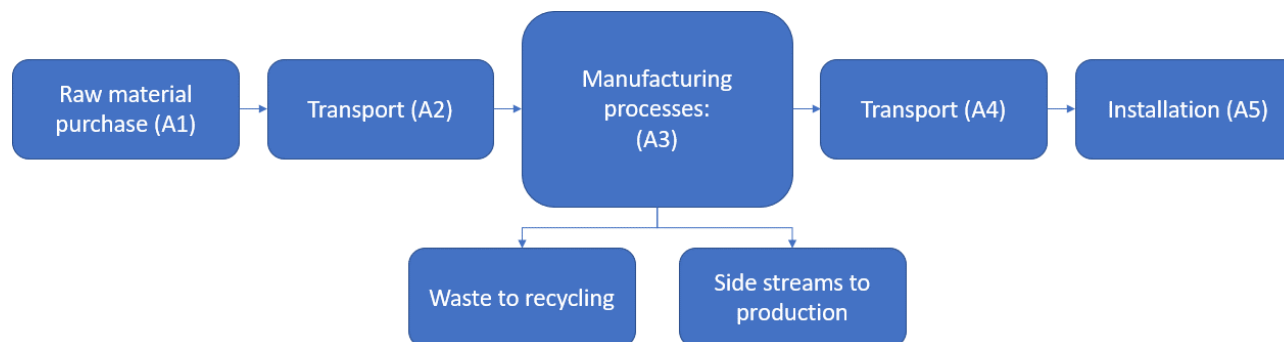 Raw material
purchase (A1)
Transport (A2)
Manufacturing
processes:
(A3)
Transport (A4)
Installation (A5)
Waste to recycling
Side streams to
production